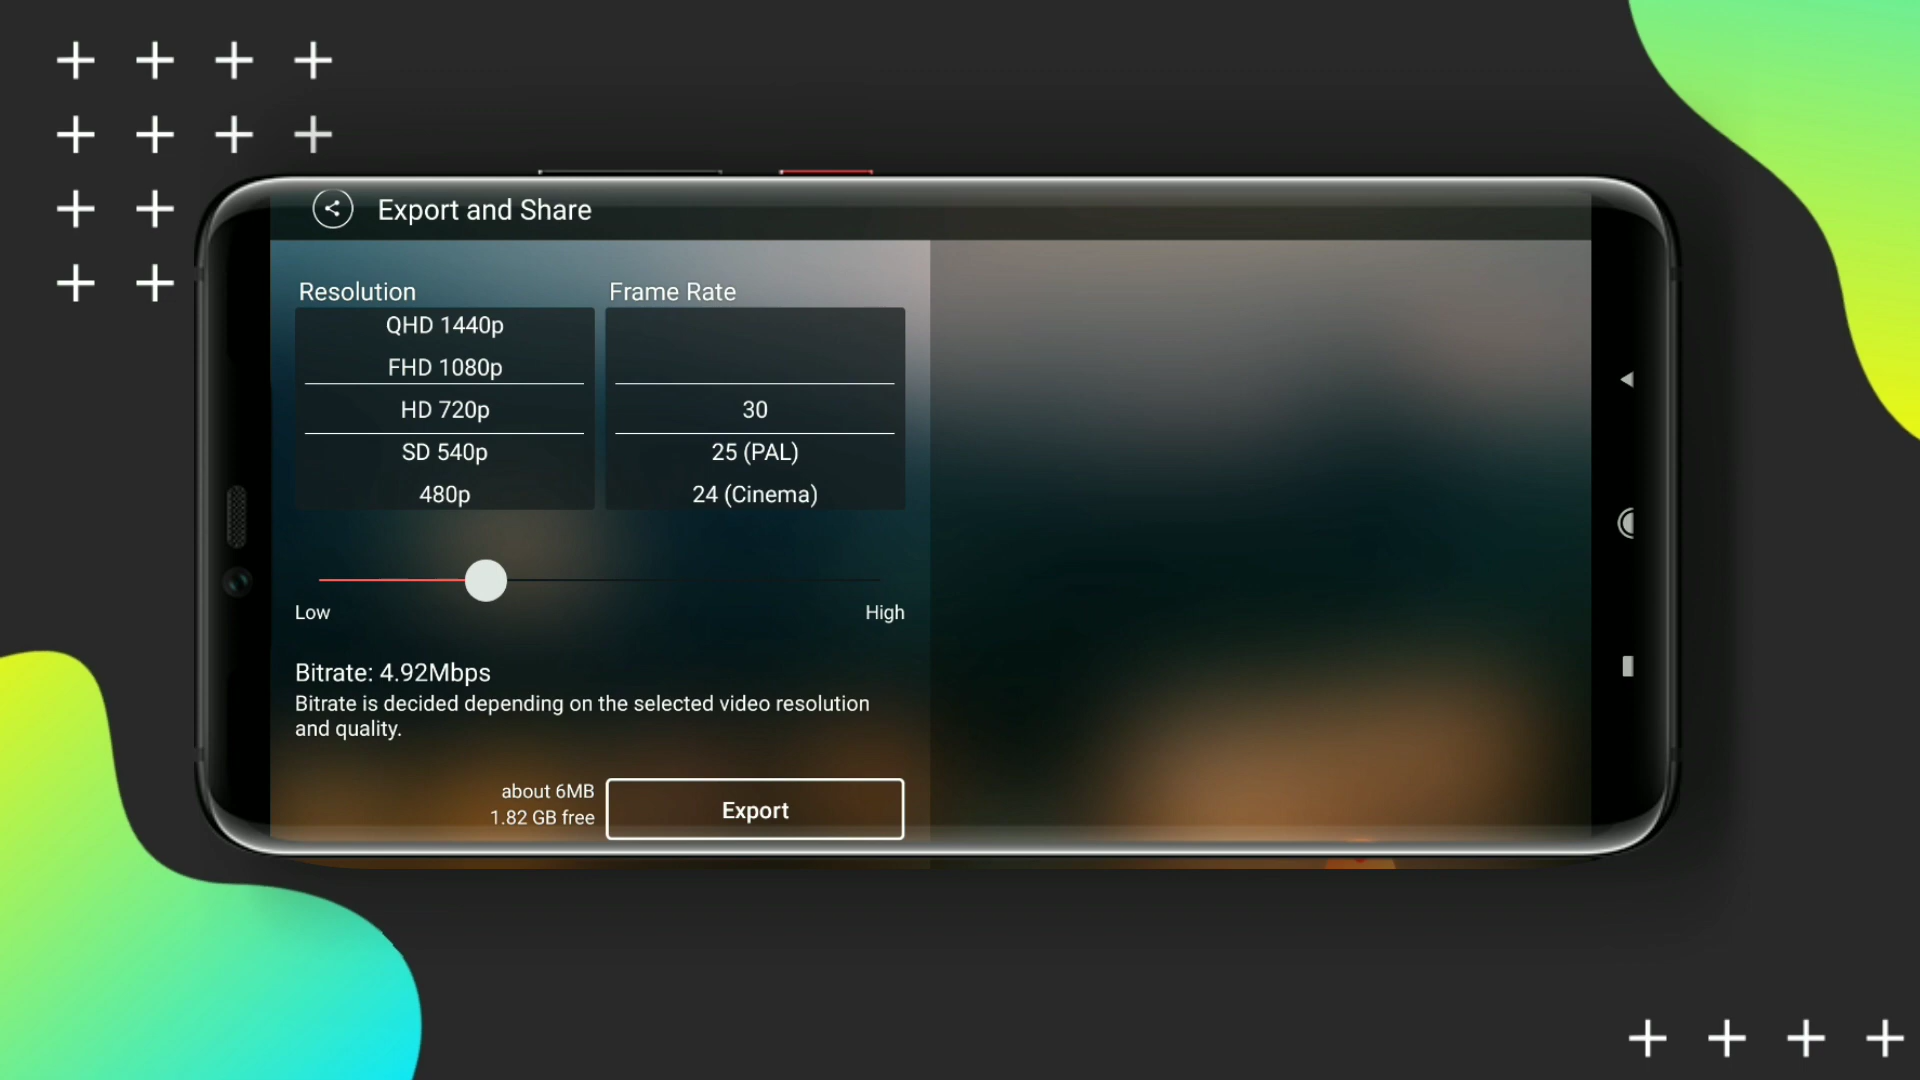 Export and Share
Resolution
Frame Rate
QHD 1440p
FHD 1080p
HD 720p
SD 540p
480p
30
25 (PAL)
24 (Cinema)
Low
High
Bitrate: 4.92Mbps
Bitrate is decided depending on the selected video resolution
and quality.
about 6MB
1.82 GB free
Export